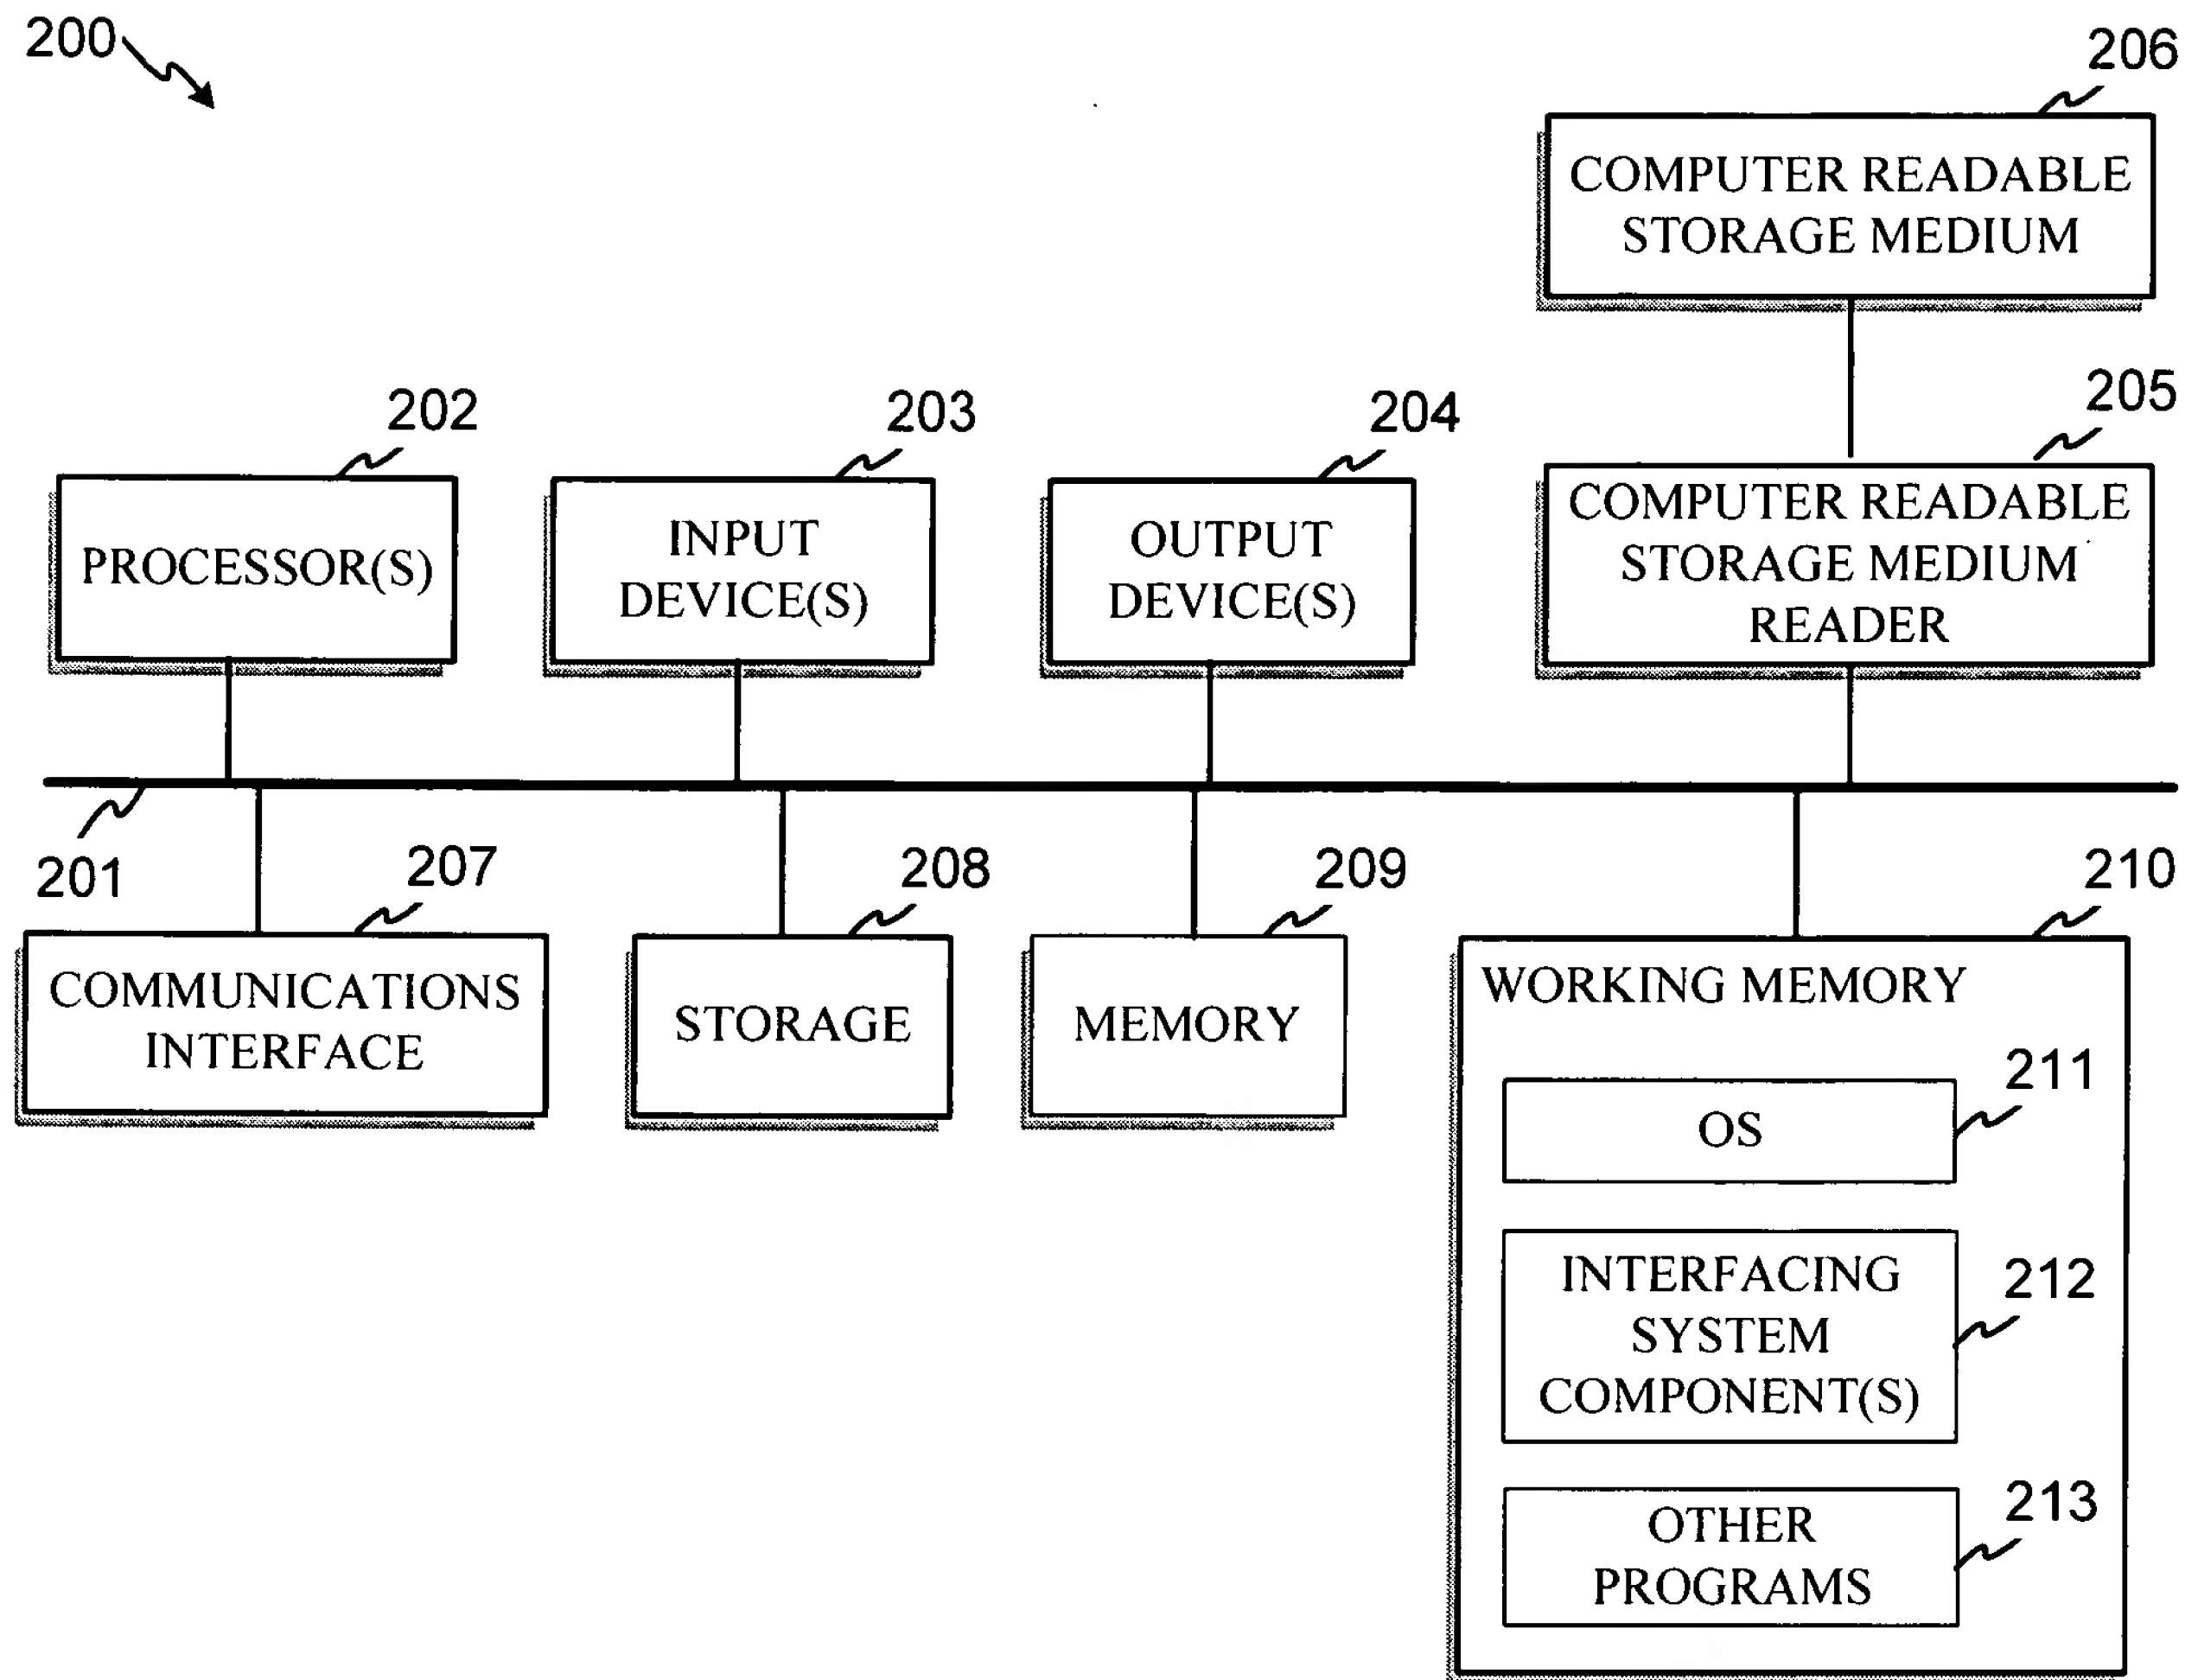 200
206
COMPUTER READABLE
STORAGE MEDIUM
202
203
204
205
PROCESSOR(S)
INPUT
DEVICE(S)
OUTPUT
DEVICE(S)
COMPUTER READABLE
STORAGE MEDIUM
READER
201
207
208
209
210
COMMUNICATIONS
INTERFACE
STORAGE
MEMORY
WORKING MEMORY
211
OS
212
INTERFACING
SYSTEM
COMPONENT(S)
213
OTHER
PROGRAMS